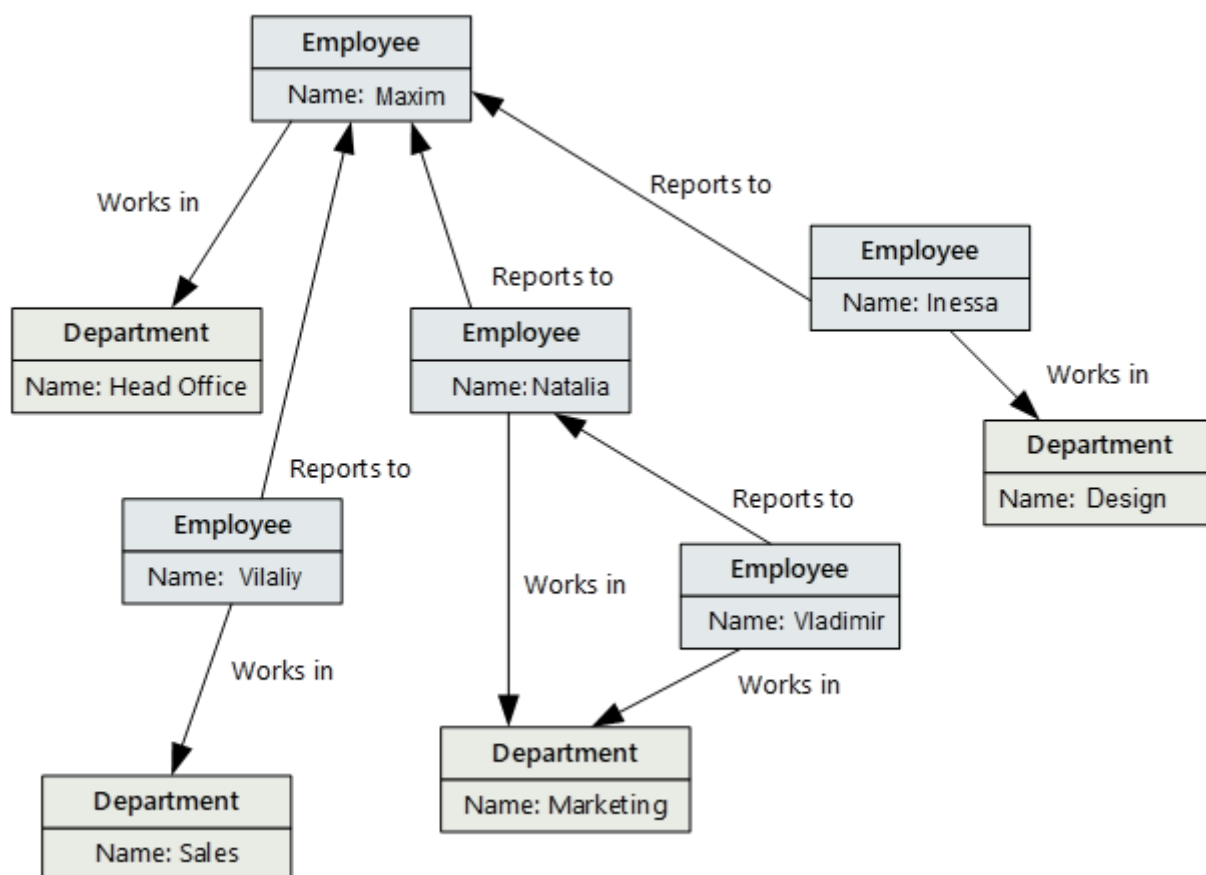 Employee
Name: Maxim
Works in
Reports to
Reports to
Employee
Name: Inessa
Department
Name: Head Office
Employee
Name: Natalia
Works in
Department
Name: Design
Reports to
Employee
Name: Vilaliy
Reports to
Works in
Employee
Name: Vladimir
Works in
Works in
Department
Name: Marketing
Department
Name: Sales